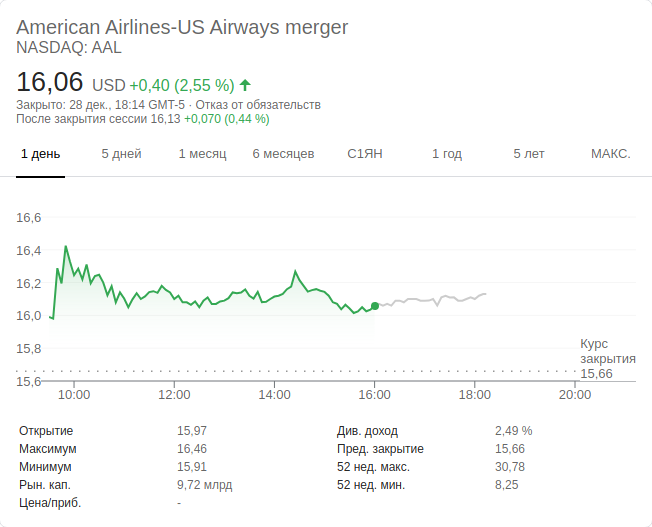 American Airlines-US Airways merger
NASDAQ: AAL
16,06 USD +0,40 (2,55 %)
Закрыто: 28 дек., 18:14 GMT-5 · Отказ от обязательств
После закрытия сессии 16,13 +0,070 (0,44 %)
1 день 5 дней 1 месяц 6 месяцев С1ЯН 1 год 5 лет МАКС.
16,6
16,4
16,2
16,0
15,8
15,6
Курс
закрытия
15,66
10:00 12:00 14:00 16:00 18:00 20:00
Открытие 15,97 Див. доход 2,49 %
Максимум 16,46 Пред. закрытие 15,66
Минимум 15,91 52 нед. макс. 30,78
Рын. кап. 9,72 млрд 52 нед. мин. 8,25
Цена/приб. -